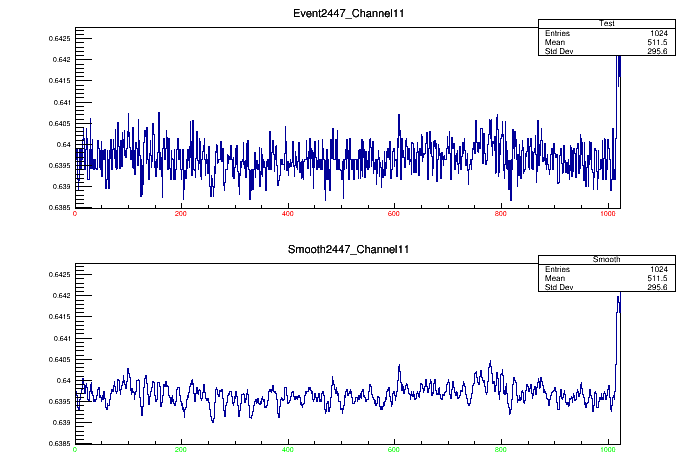 Event2447_Channel11
Test
Entries 1024
Mean 511.5
Std Dev 295.6
0.6425
0.642
0.6415
0.641
0.6405
0.64
0.6395
0.639
0.6385
0 200 400 600 800 1000
Smooth2447_Channel11
Smooth
Entries 1024
Mean 511.5
Std Dev 295.6
0.6425
0.642
0.6415
0.641
0.6405
0.64
0.6395
0.639
0.6385
0 200 400 600 800 1000